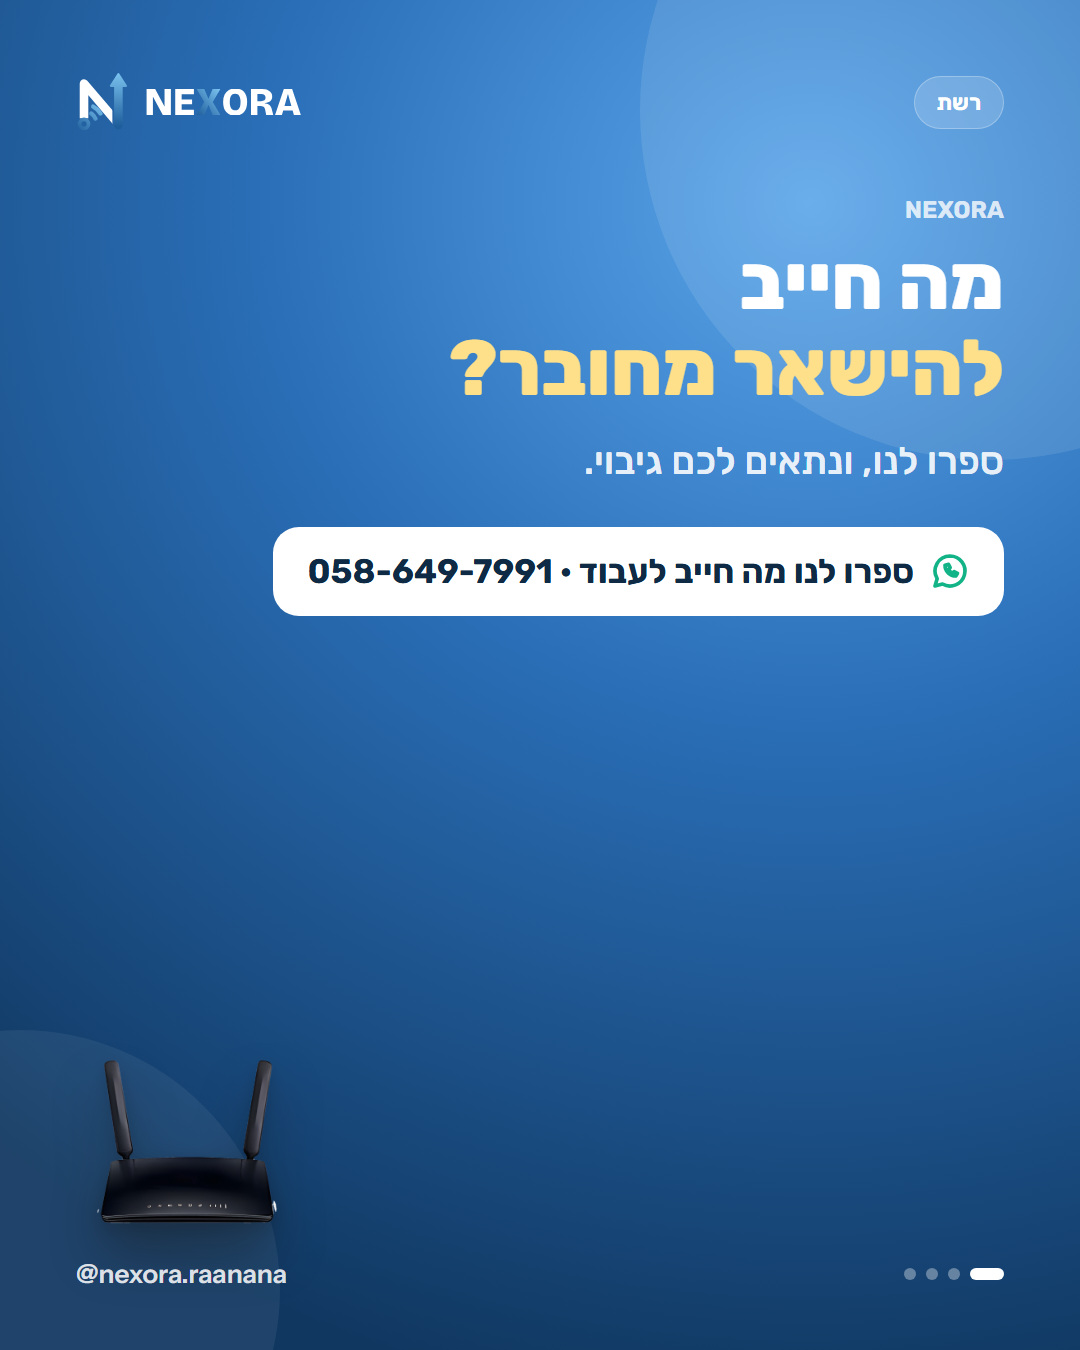 NEXORA
רשת
NEXORA
מה חייב
להישאר מחובר?
ספרו לנו, ונתאים לכם גיבוי.
ספרו לנו מה חייב לעבוד · 058-649-7991
@nexora.raanana